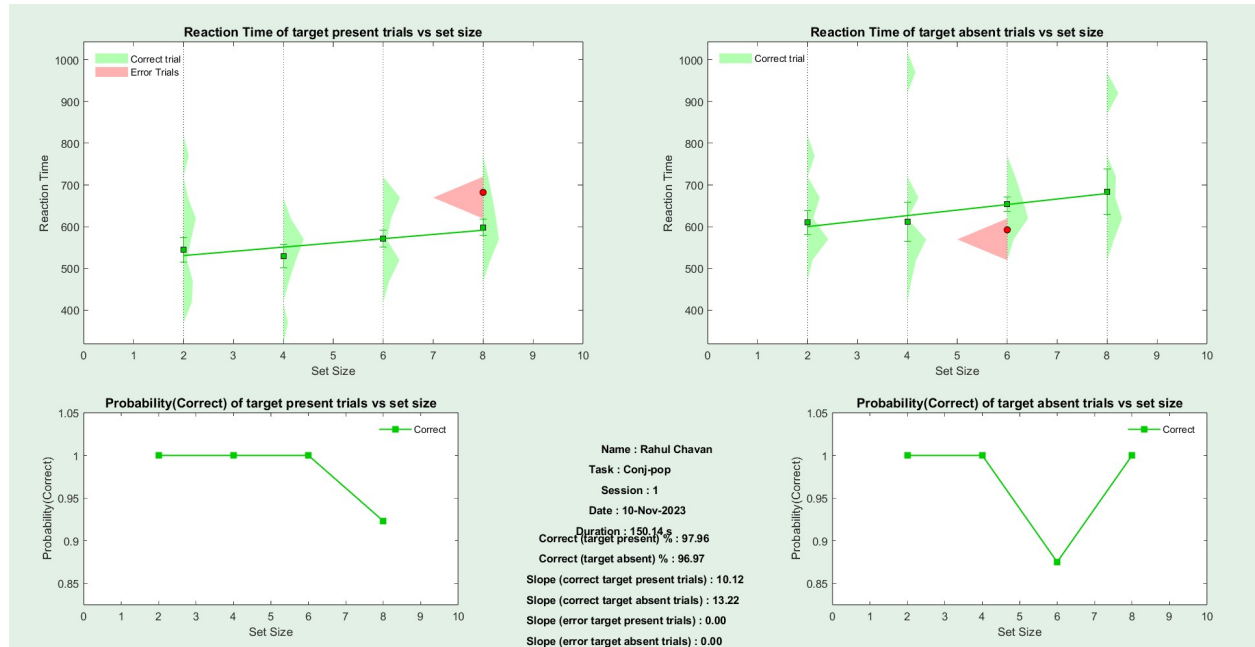 Reaction Time of target present trials vs set size
1000
900
800
700
600
500
400
Reaction Time
Correct trial
Error Trials
0 1 2 3 4 5 6 7 8 9 10
Set Size
Reaction Time of target absent trials vs set size
1000
900
800
700
600
500
400
Reaction Time
Correct trial
0 1 2 3 4 5 6 7 8 9 10
Set Size
Probability(Correct) of target present trials vs set size
1.05
1
0.95
0.9
0.85
Probability(Correct)
Correct
0 1 2 3 4 5 6 7 8 9 10
Set Size
Name : Rahul Chavan
Task : Conj-pop
Session : 1
Date : 10-Nov-2023
Duration : 150.14 s
Correct (target present) % : 97.96
Correct (target absent) % : 96.97
Slope (correct target present trials) : 10.12
Slope (correct target absent trials) : 13.22
Slope (error target present trials) : 0.00
Slope (error target absent trials) : 0.00
Probability(Correct) of target absent trials vs set size
1.05
1
0.95
0.9
0.85
Probability(Correct)
Correct
0 1 2 3 4 5 6 7 8 9 10
Set Size